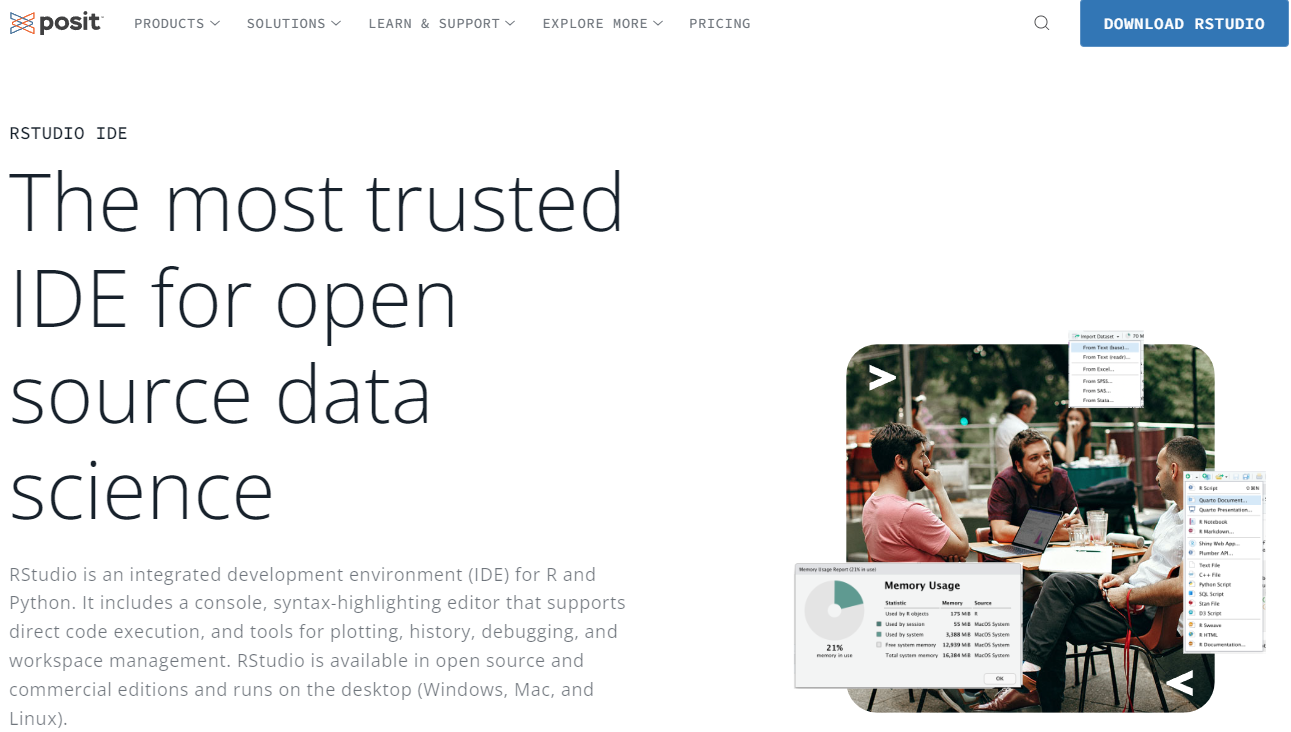 posit™
PRODUCTS
SOLUTIONS
LEARN & SUPPORT
EXPLORE MORE
PRICING
DOWNLOAD RSTUDIO
RSTUDIO IDE
The most trusted
IDE for open
source data
science
RStudio is an integrated development environment (IDE) for R and
Python. It includes a console, syntax-highlighting editor that supports
direct code execution, and tools for plotting, history, debugging, and
workspace management. RStudio is available in open source and
commercial editions and runs on the desktop (Windows, Mac, and
Linux).
Import Dataset
70 M
From Text (base)...
From Text (readr)...
From Excel...
From SPSS...
From SAS...
From Stata...
>
R Script ⇧⌘N
Quarto Document...
Quarto Presentation...
R Notebook
R Markdown...
Shiny Web App...
Plumber API...
Text File
C++ File
Python Script
SQL Script
Stan File
D3 Script
R Sweave
R HTML
R Documentation...
Memory Usage Report (21% in use)
Memory Usage
Statistic Memory Source
Used by R objects 175 MiB R
Used by session 55 MiB MacOS System
Used by system 3,388 MiB MacOS System
Free system memory 12,939 MiB MacOS System
Total system memory 16,384 MiB MacOS System
21%
memory in use
OK
<